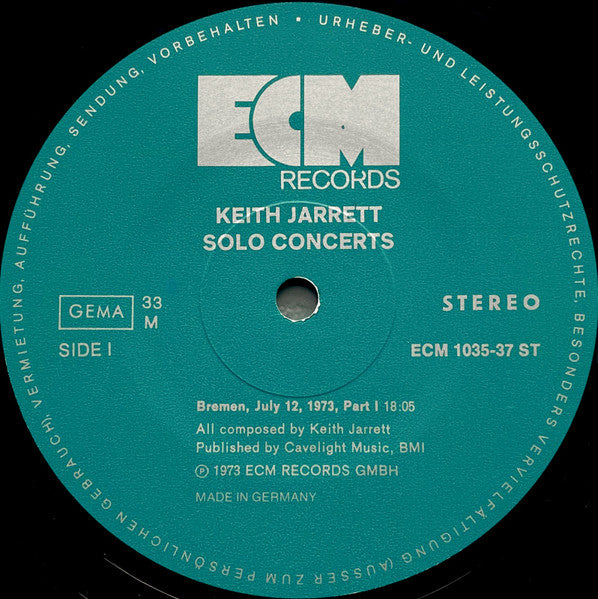 ECM
RECORDS
KEITH JARRETT
SOLO CONCERTS
GEMA
33
M
SIDE I
STEREO
ECM 1035-37 ST
Bremen, July 12, 1973, Part I 18:05
All composed by Keith Jarrett
Published by Cavelight Music, BMI
Ⓟ 1973 ECM RECORDS GMBH
MADE IN GERMANY
• URHEBER- UND LEISTUNGSSCHUTZRECHTE, BESONDERS VERVIELFÄLTIGUNG (AUSSER ZUM PERSÖNLICHEN GEBRAUCH), VERMIETUNG, AUFFÜHRUNG, SENDUNG, VORBEHALTEN